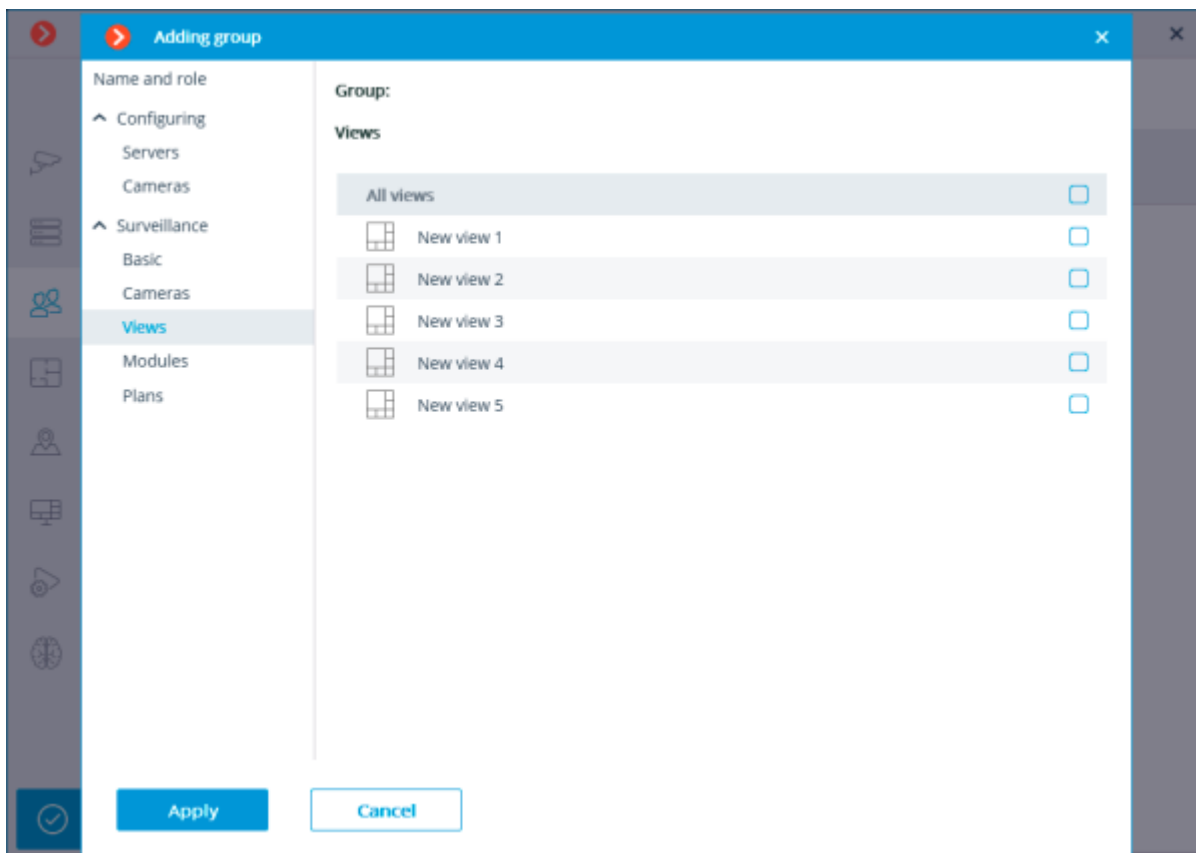 Adding group
Name and role
Configuring
Servers
Cameras
Surveillance
Basic
Cameras
Views
Modules
Plans
Group:
Views
All views
New view 1
New view 2
New view 3
New view 4
New view 5
Apply
Cancel